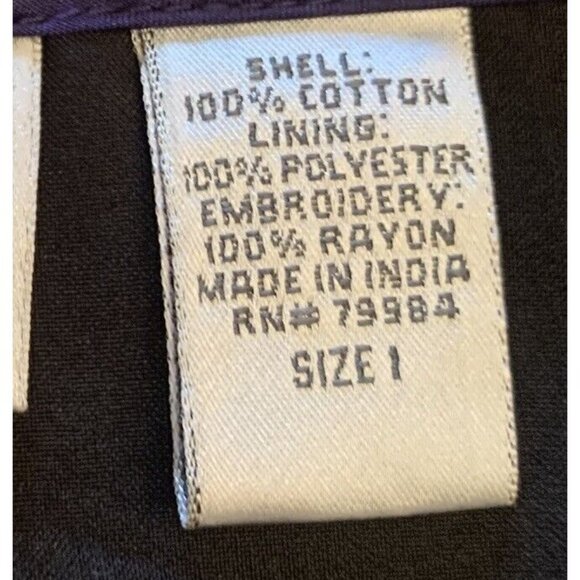 SHELL:
100% COTTON
LINING:
100% POLYESTER
EMBROIDERY:
100% RAYON
MADE IN INDIA
RN# 79984
SIZE 1